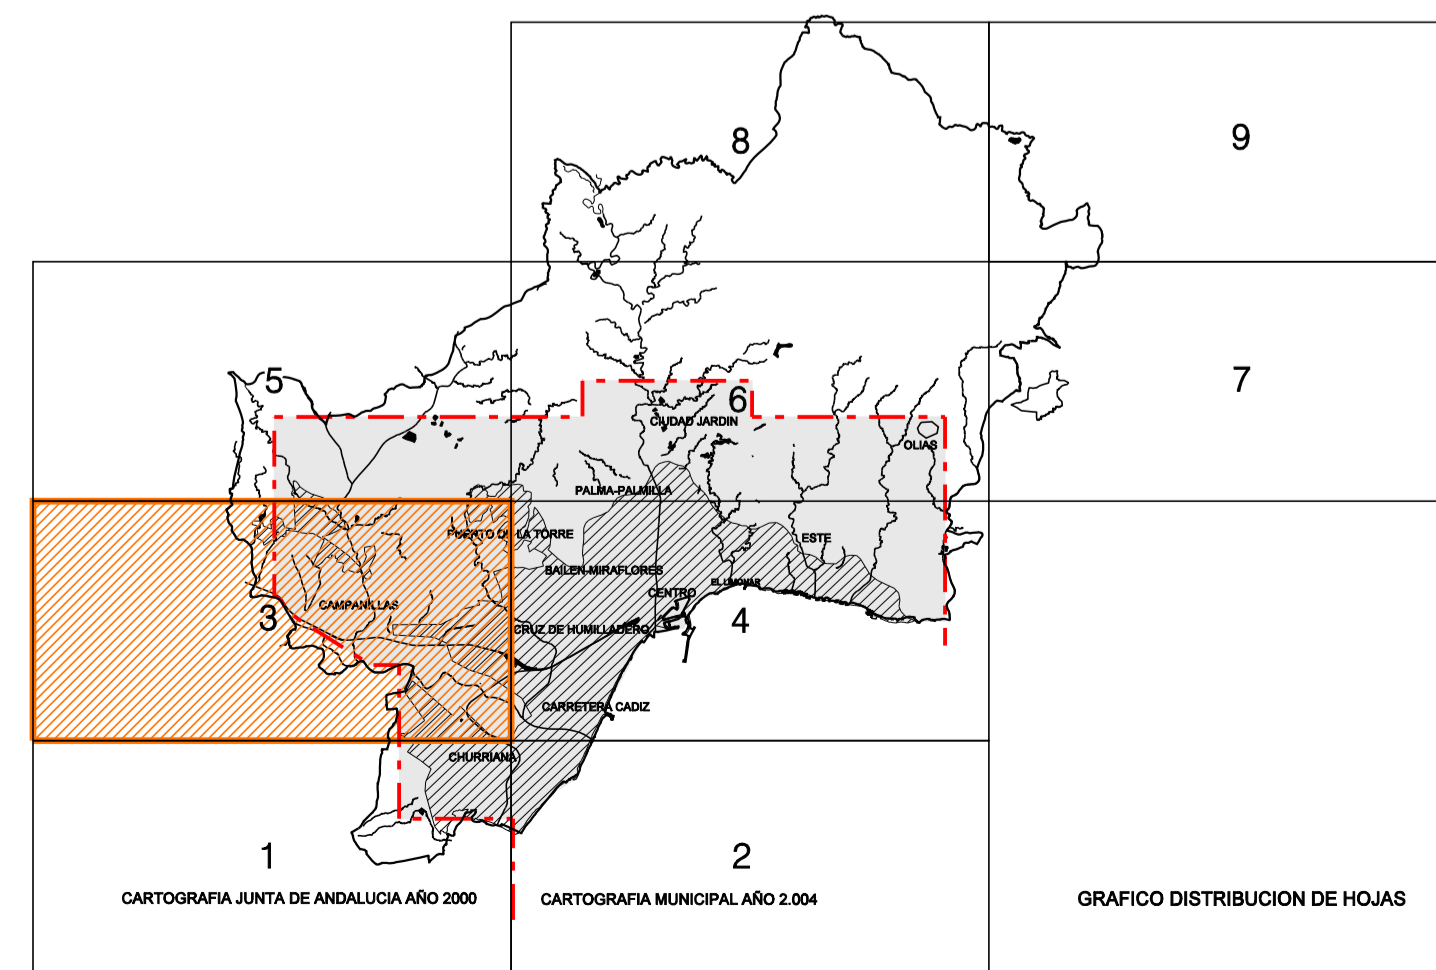 8
9
5
6
7
CIUDAD JARDIN
OLIAS
PALMA-PALMILLA
PUERTO DE LA TORRE
ESTE
BAILEN-MIRAFLORES
EL LIMONAR
CENTRO
CAMPANILLAS
3
4
CRUZ DE HUMILLADERO
CARRETERA CADIZ
CHURRIANA
1
2
CARTOGRAFIA JUNTA DE ANDALUCIA AÑO 2000
CARTOGRAFIA MUNICIPAL AÑO 2.004
GRAFICO DISTRIBUCION DE HOJAS